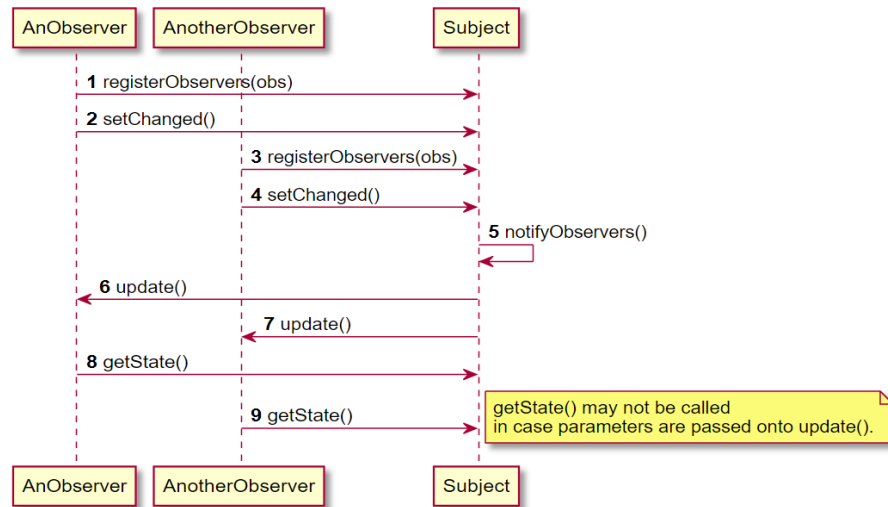 AnObserver AnotherObserver Subject
1 registerObservers(obs)
2 setChanged()
3 registerObservers(obs)
4 setChanged()
5 notifyObservers()
6 update()
7 update()
8 getState()
getState() may not be called
9 getState()
in case parameters are passed onto update().
AnObserver AnotherObserver Subject